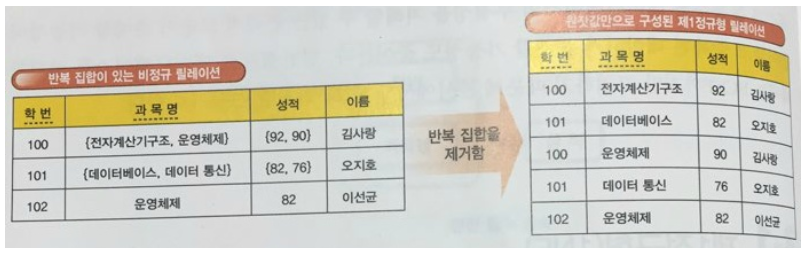 반복 집합이 있는 비정규 릴레이션
학번 과목명 성적 이름
100 {전자계산기구조, 운영체제} {92, 90} 김사랑
101 {데이터베이스, 데이터 통신} {82, 76} 오지호
102 운영체제 82 이선균
반복 집합을
제거함
원잣값만으로 구성된 제1정규형 릴레이션
학번 과목명 성적 이름
100 전자계산기구조 92 김사랑
101 데이터베이스 82 오지호
100 운영체제 90 김사랑
101 데이터 통신 76 오지호
102 운영체제 82 이선균